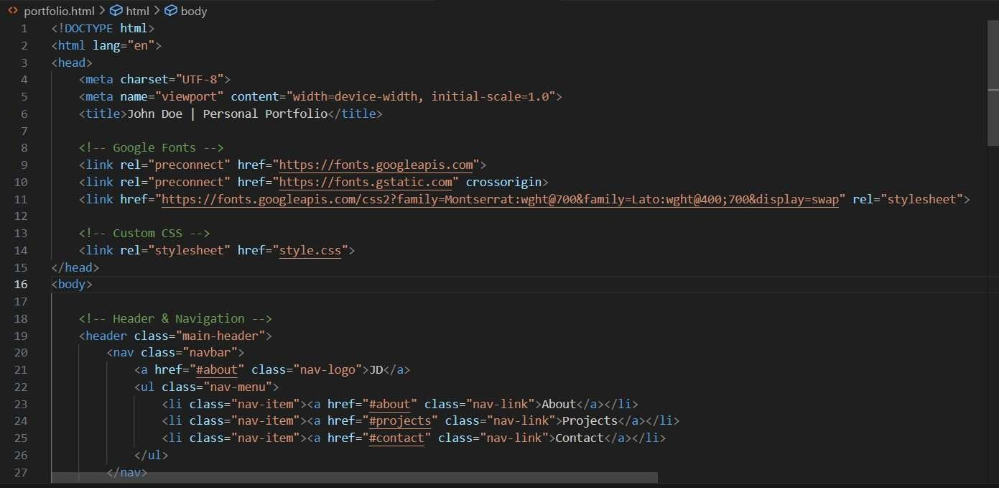 portfolio.html > html > body
1 <!DOCTYPE html>
2 <html lang="en">
3 <head>
4     <meta charset="UTF-8">
5     <meta name="viewport" content="width=device-width, initial-scale=1.0">
6     <title>John Doe | Personal Portfolio</title>
7
8     <!-- Google Fonts -->
9     <link rel="preconnect" href="https://fonts.googleapis.com">
10     <link rel="preconnect" href="https://fonts.gstatic.com" crossorigin>
11     <link href="https://fonts.googleapis.com/css2?family=Montserrat:wght@700&family=Lato:wght@400;700&display=swap" rel="stylesheet">
12
13     <!-- Custom CSS -->
14     <link rel="stylesheet" href="style.css">
15 </head>
16 <body>
17
18     <!-- Header & Navigation -->
19     <header class="main-header">
20         <nav class="navbar">
21             <a href="#about" class="nav-logo">JD</a>
22             <ul class="nav-menu">
23                 <li class="nav-item"><a href="#about" class="nav-link">About</a></li>
24                 <li class="nav-item"><a href="#projects" class="nav-link">Projects</a></li>
25                 <li class="nav-item"><a href="#contact" class="nav-link">Contact</a></li>
26             </ul>
27         </nav>